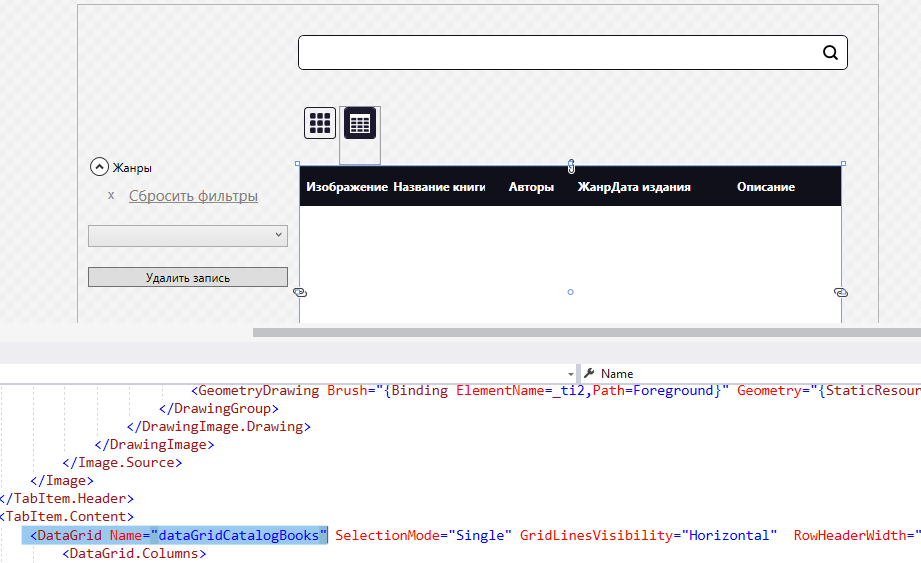 Жанры
x Сбросить фильтры
Удалить запись
Изображение Название книги Авторы ЖанрДата издания Описание
Name
<GeometryDrawing Brush="{Binding ElementName=_ti2,Path=Foreground}" Geometry="{StaticResour
</DrawingGroup>
</DrawingImage.Drawing>
</DrawingImage>
</Image.Source>
</Image>
</TabItem.Header>
<TabItem.Content>
<DataGrid Name="dataGridCatalogBooks" SelectionMode="Single" GridLinesVisibility="Horizontal" RowHeaderWidth="
<DataGrid.Columns>